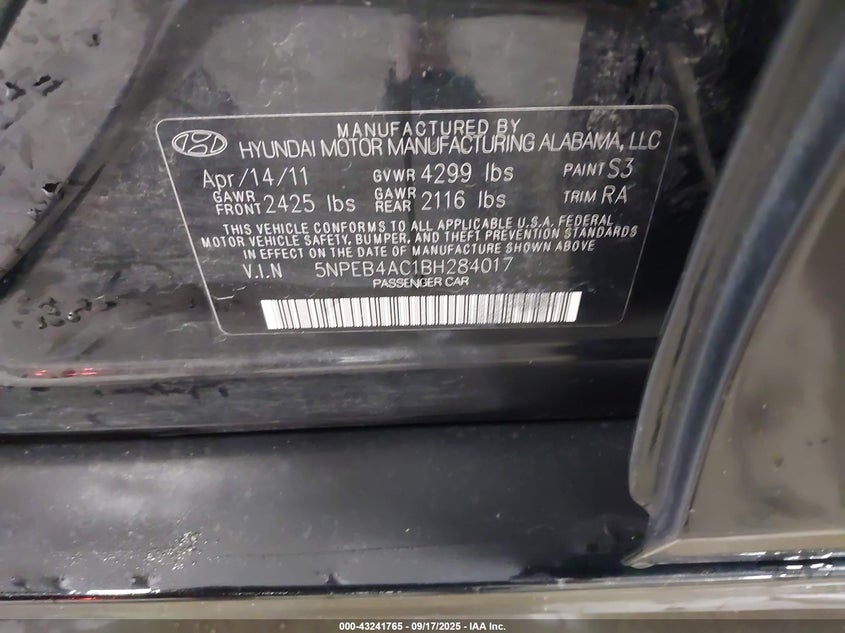 MANUFACTURED BY
HYUNDAI MOTOR MANUFACTURING ALABAMA, LLC
Apr/14/11 GVWR 4299 lbs PAINT S3
GAWR FRONT 2425 lbs GAWR REAR 2116 lbs TRIM RA
THIS VEHICLE CONFORMS TO ALL APPLICABLE U.S.A. FEDERAL
MOTOR VEHICLE SAFETY, BUMPER, AND THEFT PREVENTION STANDARDS
IN EFFECT ON THE DATE OF MANUFACTURE SHOWN ABOVE
V.I.N 5NPEB4AC1BH284017
PASSENGER CAR
000-43241765 - 09/17/2025 - IAA Inc.